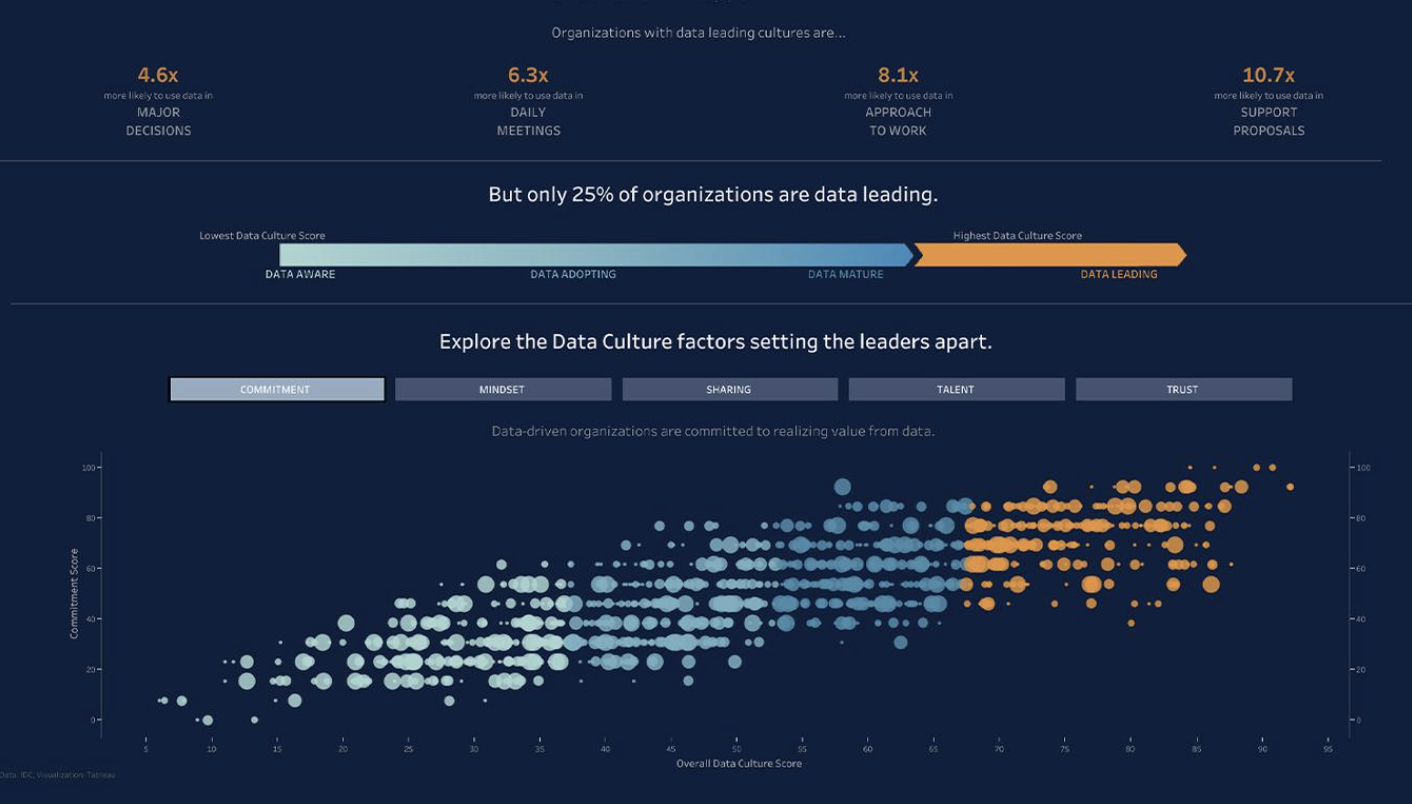 Organizations with data leading cultures are...
4.6x
more likely to use data in
MAJOR
DECISIONS
6.3x
more likely to use data in
DAILY
MEETINGS
8.1x
more likely to use data in
APPROACH
TO WORK
10.7x
more likely to use data in
SUPPORT
PROPOSALS
But only 25% of organizations are data leading.
Lowest Data Culture Score
Highest Data Culture Score
DATA AWARE
DATA ADOPTING
DATA MATURE
DATA LEADING
Explore the Data Culture factors setting the leaders apart.
COMMITMENT
MINDSET
SHARING
TALENT
TRUST
Data-driven organizations are committed to realizing value from data.
Commitment Score
100
80
60
40
20
0
100
80
60
40
20
0
5 10 15 20 25 30 35 40 45 50 55 60 65 70 75 80 85 90 95
Overall Data Culture Score
Data: IDC, Visualization: Tableau